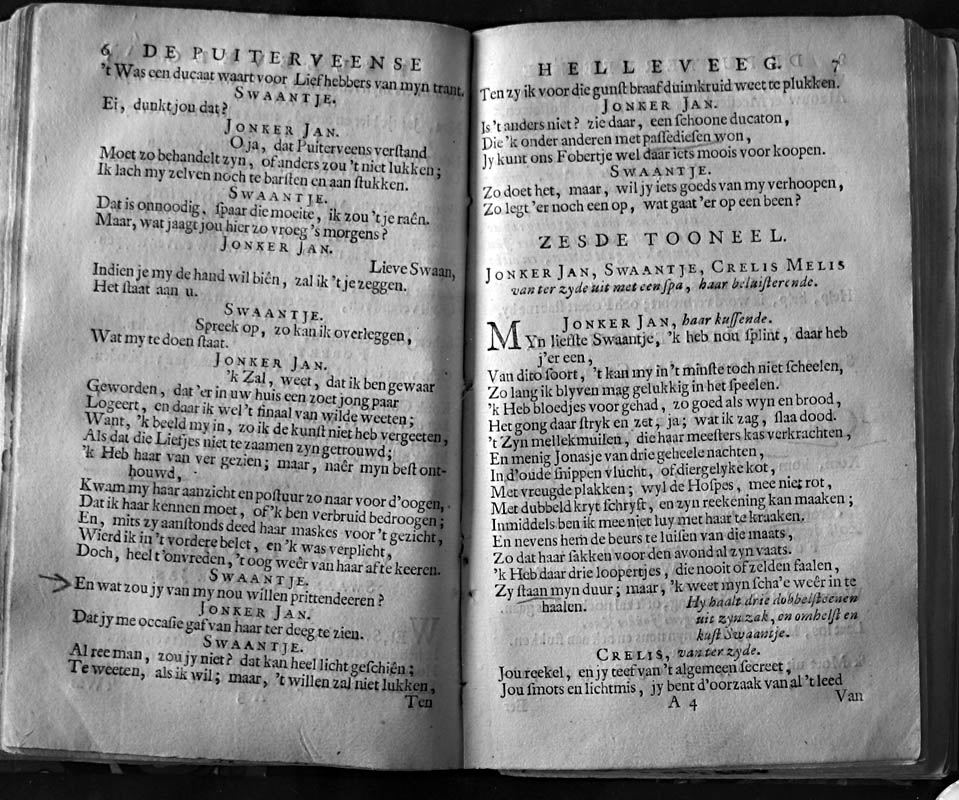 6 DE PUITERVEENSE
't Was een ducaat waart voor Liefhebbers van myn trant.
SWAANTJE.
Ei, dunkt jou dat?
JONKER JAN.
Oja, dat Puiterveens verstand
Moet zo behandelt zyn, of anders zou 't niet lukken;
Ik lach my zelven noch te barsten en aan stukken.
SWAANTJE.
Dat is onnoodig, spaar die moeite, ik zou 't je raên.
Maar, wat jaagt jou hier zo vroeg 's morgens?
JONKER JAN.
Lieve Swaan,
Indien je my de hand wil biên, zal ik 't je zeggen.
Het staat aan u.
SWAANTJE.
Spreek op, zo kan ik overleggen,
Wat my te doen staat.
JONKER JAN.
'k Zal, weet, dat ik ben gewaar
Geworden, dat 'er in uw huis een zoet jong paar
Logeert, en daar ik wel 't finaal van wilde weeten;
Want, 'k beeld my in, zo ik de kunst niet heb vergeeten,
Als dat die Liefjes niet te zaamen zyn getrouwd;
'k Heb haar van ver gezien; maar, naêr myn best ont-
houwd,
Kwam my haar aanzicht en postuur zo naar voor d'oogen,
Dat ik haar kennen moet, of 'k ben verbruid bedroogen;
En, mits zy aanstonds deed haar maskes voor 't gezicht,
Wierd ik in 't vordere belet, en 'k was verplicht,
Doch, heel t'onvreden, 't oog weêr van haar af te keeren.
SWAANTJE.
En wat zou jy van my nou willen prittendeeren?
JONKER JAN.
Dat jy me occasie gaf van haar ter deeg te zien.
SWAANTJE.
Al ree man, zou jy niet? dat kan heel licht geschiên;
Te weeten, als ik wil; maar, 't willen zal niet lukken,
Ten
HELLEVEEG. 7
Ten zy ik voor die gunst braaf duimkruid weet te plukken.
JONKER JAN.
Is 't anders niet? zie daar, een schoone ducaton,
Die 'k onder anderen met passediesen won,
Jy kunt ons Fobertje wel daar iets moois voor koopen.
SWAANTJE.
Zo doet het, maar, wil jy iets goeds van my verhoopen,
Zo legt 'er noch een op, wat gaat 'er op een been?
ZESDE TOONEEL.
JONKER JAN, SWAANTJE, CRELIS MELIS
van ter zyde uit met een spa, haar beluisterende.
JONKER JAN, haar kussende.
MYn liefste Swaantje, 'k heb nou splint, daar heb
j'er een,
Van dito soort, 't kan my in 't minste toch niet scheelen,
Zo lang ik blyven mag gelukkig in het speelen.
'k Heb bloedjes voor gehad, zo goed als wyn en brood,
Het gong daar stryk en zet, ja; wat ik zag, slaa dood.
't Zyn mellekmuilen, die haar meesters kas verkrachten,
En menig Jonasje van drie geheele nachten,
In d'oude snippen vlucht, of diergelyke kot,
Met vreugde plakken; wyl de Hospes, mee niet rot,
Met dubbeld kryt schryft, en zyn reekening kan maaken;
Inmiddels ben ik mee niet luy met haar te kraaken.
En nevens hem de beurs te luisen van die maats,
Zo dat haar sakken voor den avond al zyn vaats.
'k Heb daar drie loopertjes, die nooit of zelden faalen,
Zy staan myn duur; maar, 'k weet myn scha'e weêr in te
haalen. Hy haalt drie dobbelsteenen
uit zyn zak, en omhelst en
kust Swaantje.
CRELIS, van ter zyde.
Jou reekel, en jy teef van 't algemeen secreet,
Jou smots en lichtmis, jy bent d'oorzaak van al 't leed
A 4 Van